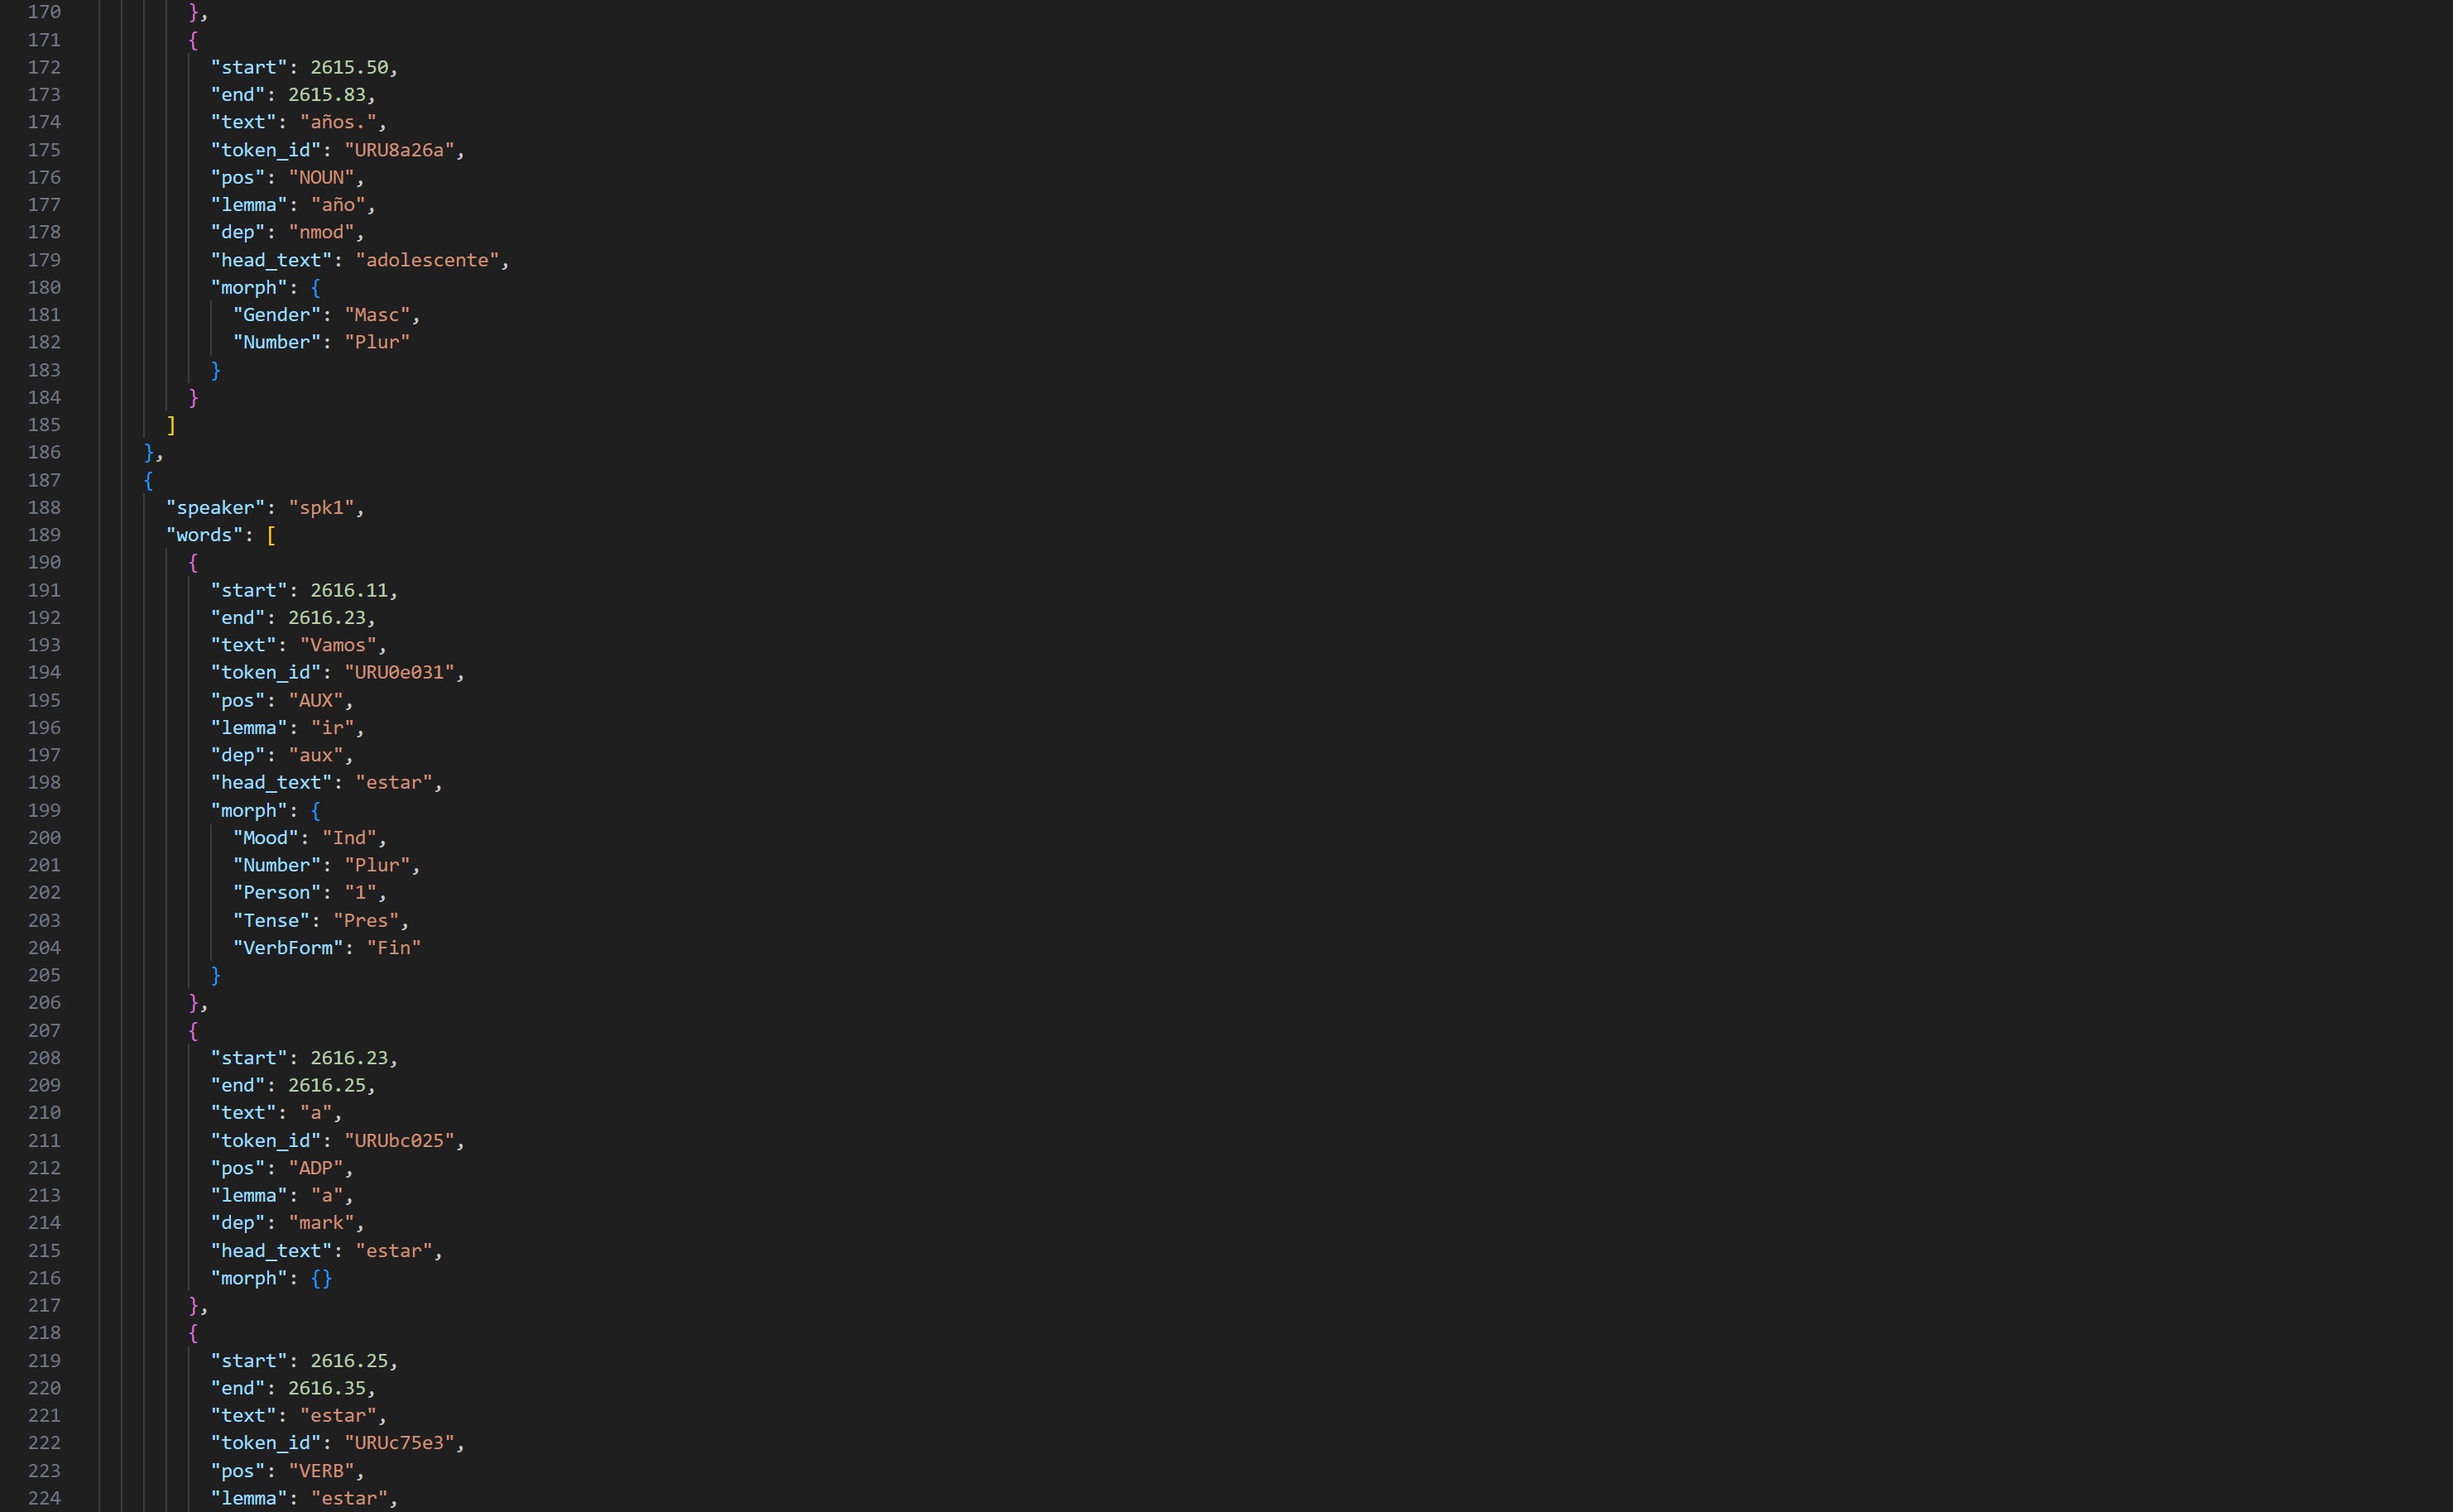 170 },
171 {
172 "start": 2615.50,
173 "end": 2615.83,
174 "text": "años.",
175 "token_id": "URU8a26a",
176 "pos": "NOUN",
177 "lemma": "año",
178 "dep": "nmod",
179 "head_text": "adolescente",
180 "morph": {
181 "Gender": "Masc",
182 "Number": "Plur"
183 }
184 }
185 ]
186 },
187 {
188 "speaker": "spk1",
189 "words": [
190 {
191 "start": 2616.11,
192 "end": 2616.23,
193 "text": "Vamos",
194 "token_id": "URU0e031",
195 "pos": "AUX",
196 "lemma": "ir",
197 "dep": "aux",
198 "head_text": "estar",
199 "morph": {
200 "Mood": "Ind",
201 "Number": "Plur",
202 "Person": "1",
203 "Tense": "Pres",
204 "VerbForm": "Fin"
205 }
206 },
207 {
208 "start": 2616.23,
209 "end": 2616.25,
210 "text": "a",
211 "token_id": "URUbc025",
212 "pos": "ADP",
213 "lemma": "a",
214 "dep": "mark",
215 "head_text": "estar",
216 "morph": {}
217 },
218 {
219 "start": 2616.25,
220 "end": 2616.35,
221 "text": "estar",
222 "token_id": "URUc75e3",
223 "pos": "VERB",
224 "lemma": "estar",